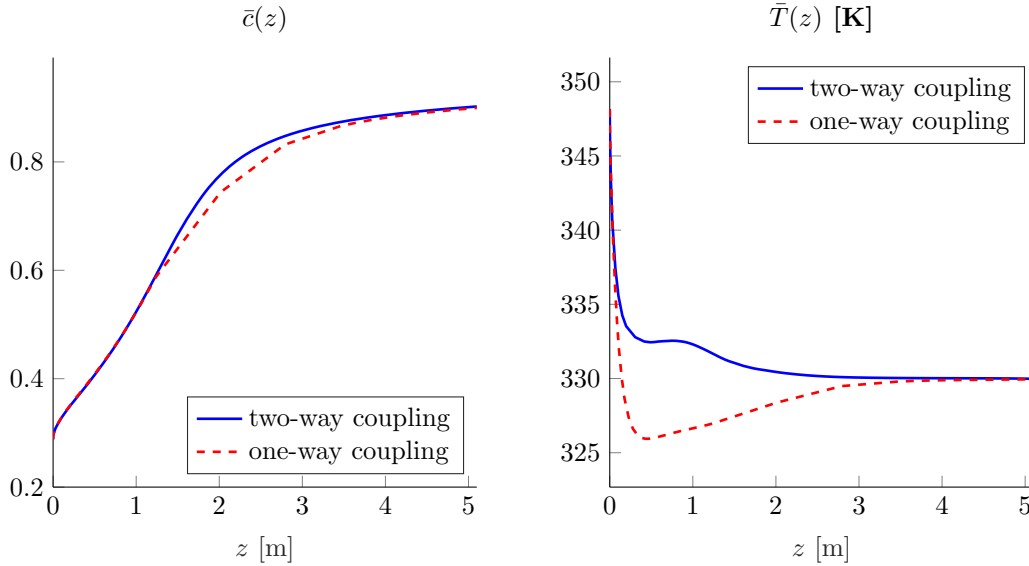 c̄(z)
0.2
0.4
0.6
0.8
0 1 2 3 4 5
z [m]
two-way coupling
one-way coupling
T̄(z) [K]
325
330
335
340
345
350
0 1 2 3 4 5
z [m]
two-way coupling
one-way coupling